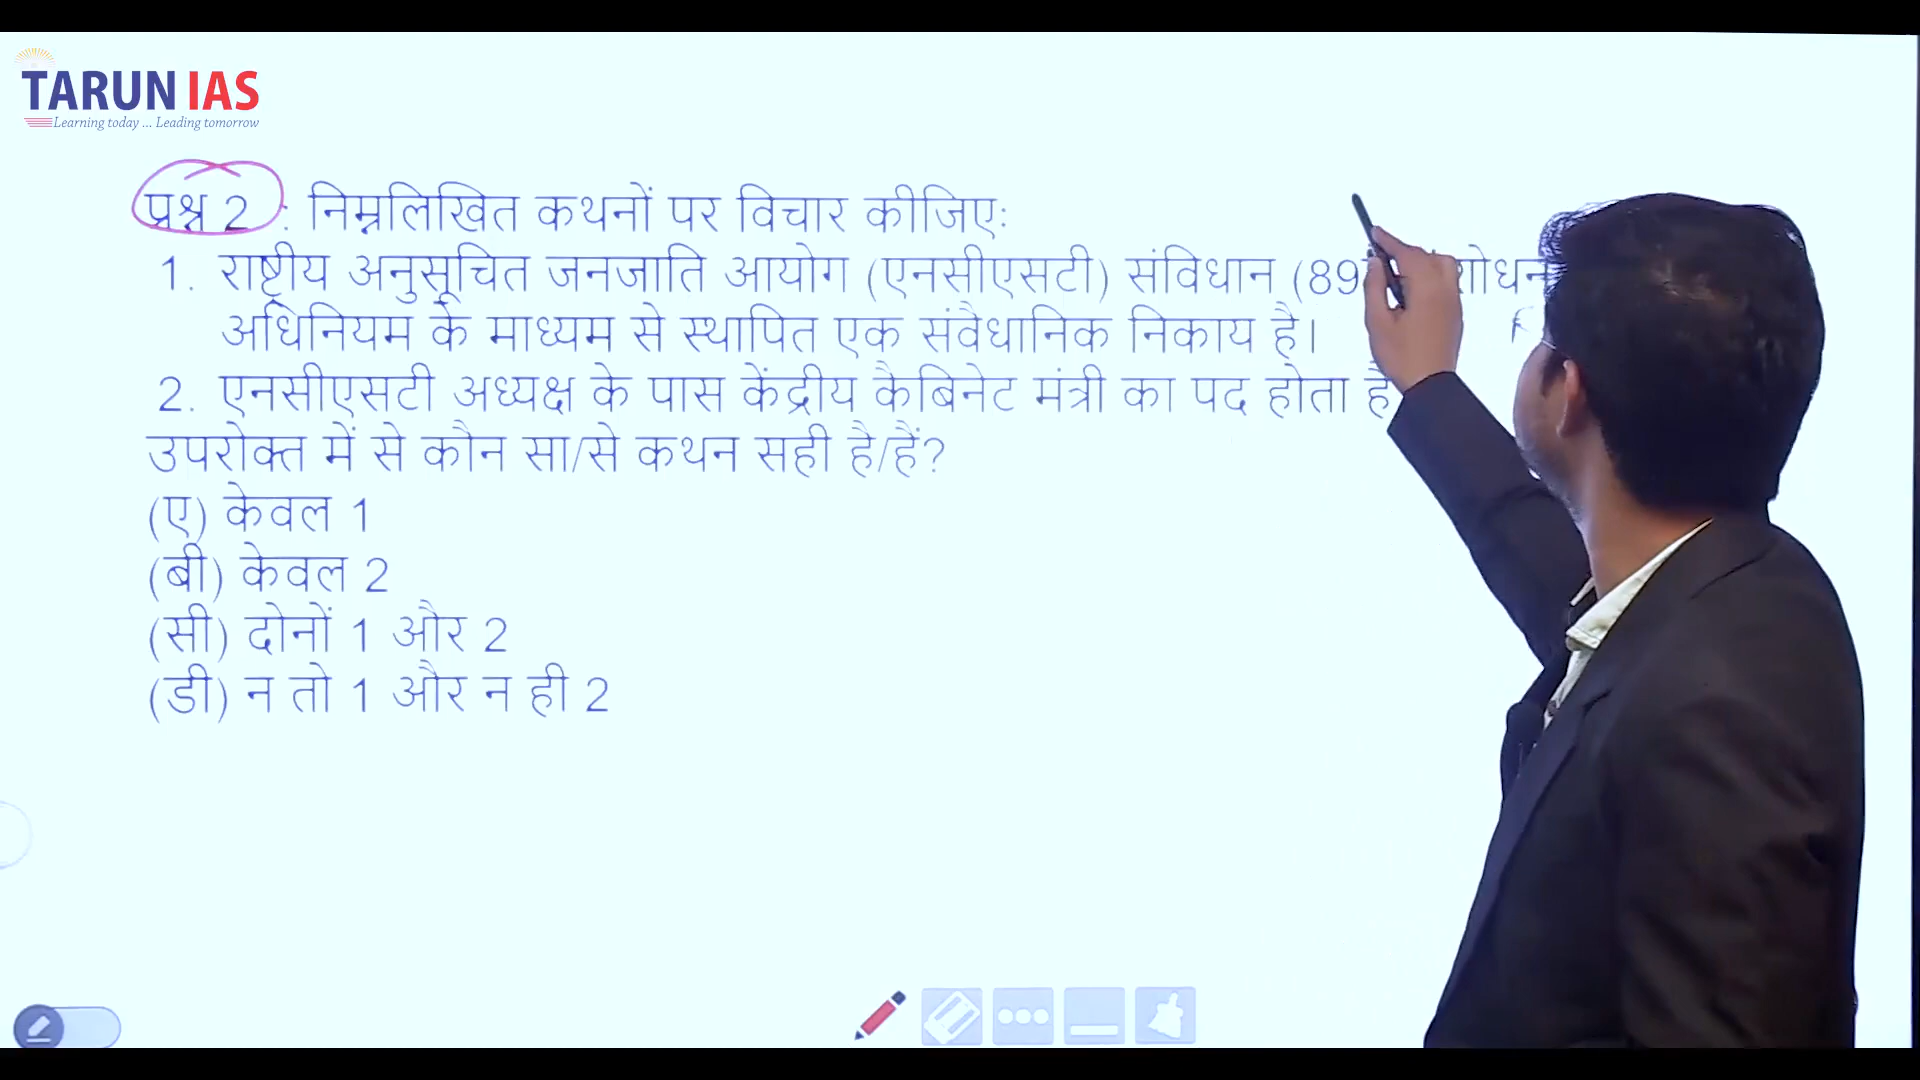 TARUN IAS
Learning today ... Leading tomorrow
प्रश्न 2 : निम्नलिखित कथनों पर विचार कीजिए:
1. राष्ट्रीय अनुसूचित जनजाति आयोग (एनसीएसटी) संविधान (89
अधिनियम के माध्यम से स्थापित एक संवैधानिक निकाय है।
2. एनसीएसटी अध्यक्ष के पास केंद्रीय कैबिनेट मंत्री का पद होता है
उपरोक्त में से कौन सा/से कथन सही है/हैं?
(ए) केवल 1
(बी) केवल 2
(सी) दोनों 1 और 2
(डी) न तो 1 और न ही 2